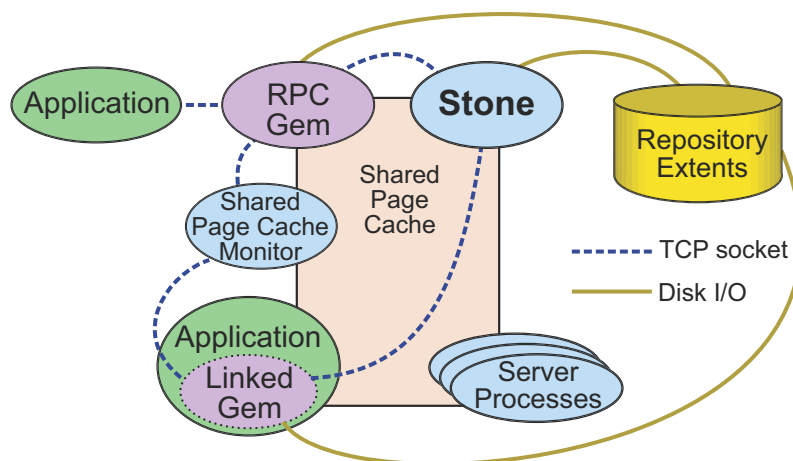 Application
RPC
Gem
Stone
Repository
Extents
Shared
Page
Cache
Shared
Page Cache
Monitor
TCP socket
Disk I/O
Application
Linked
Gem
Server
Processes